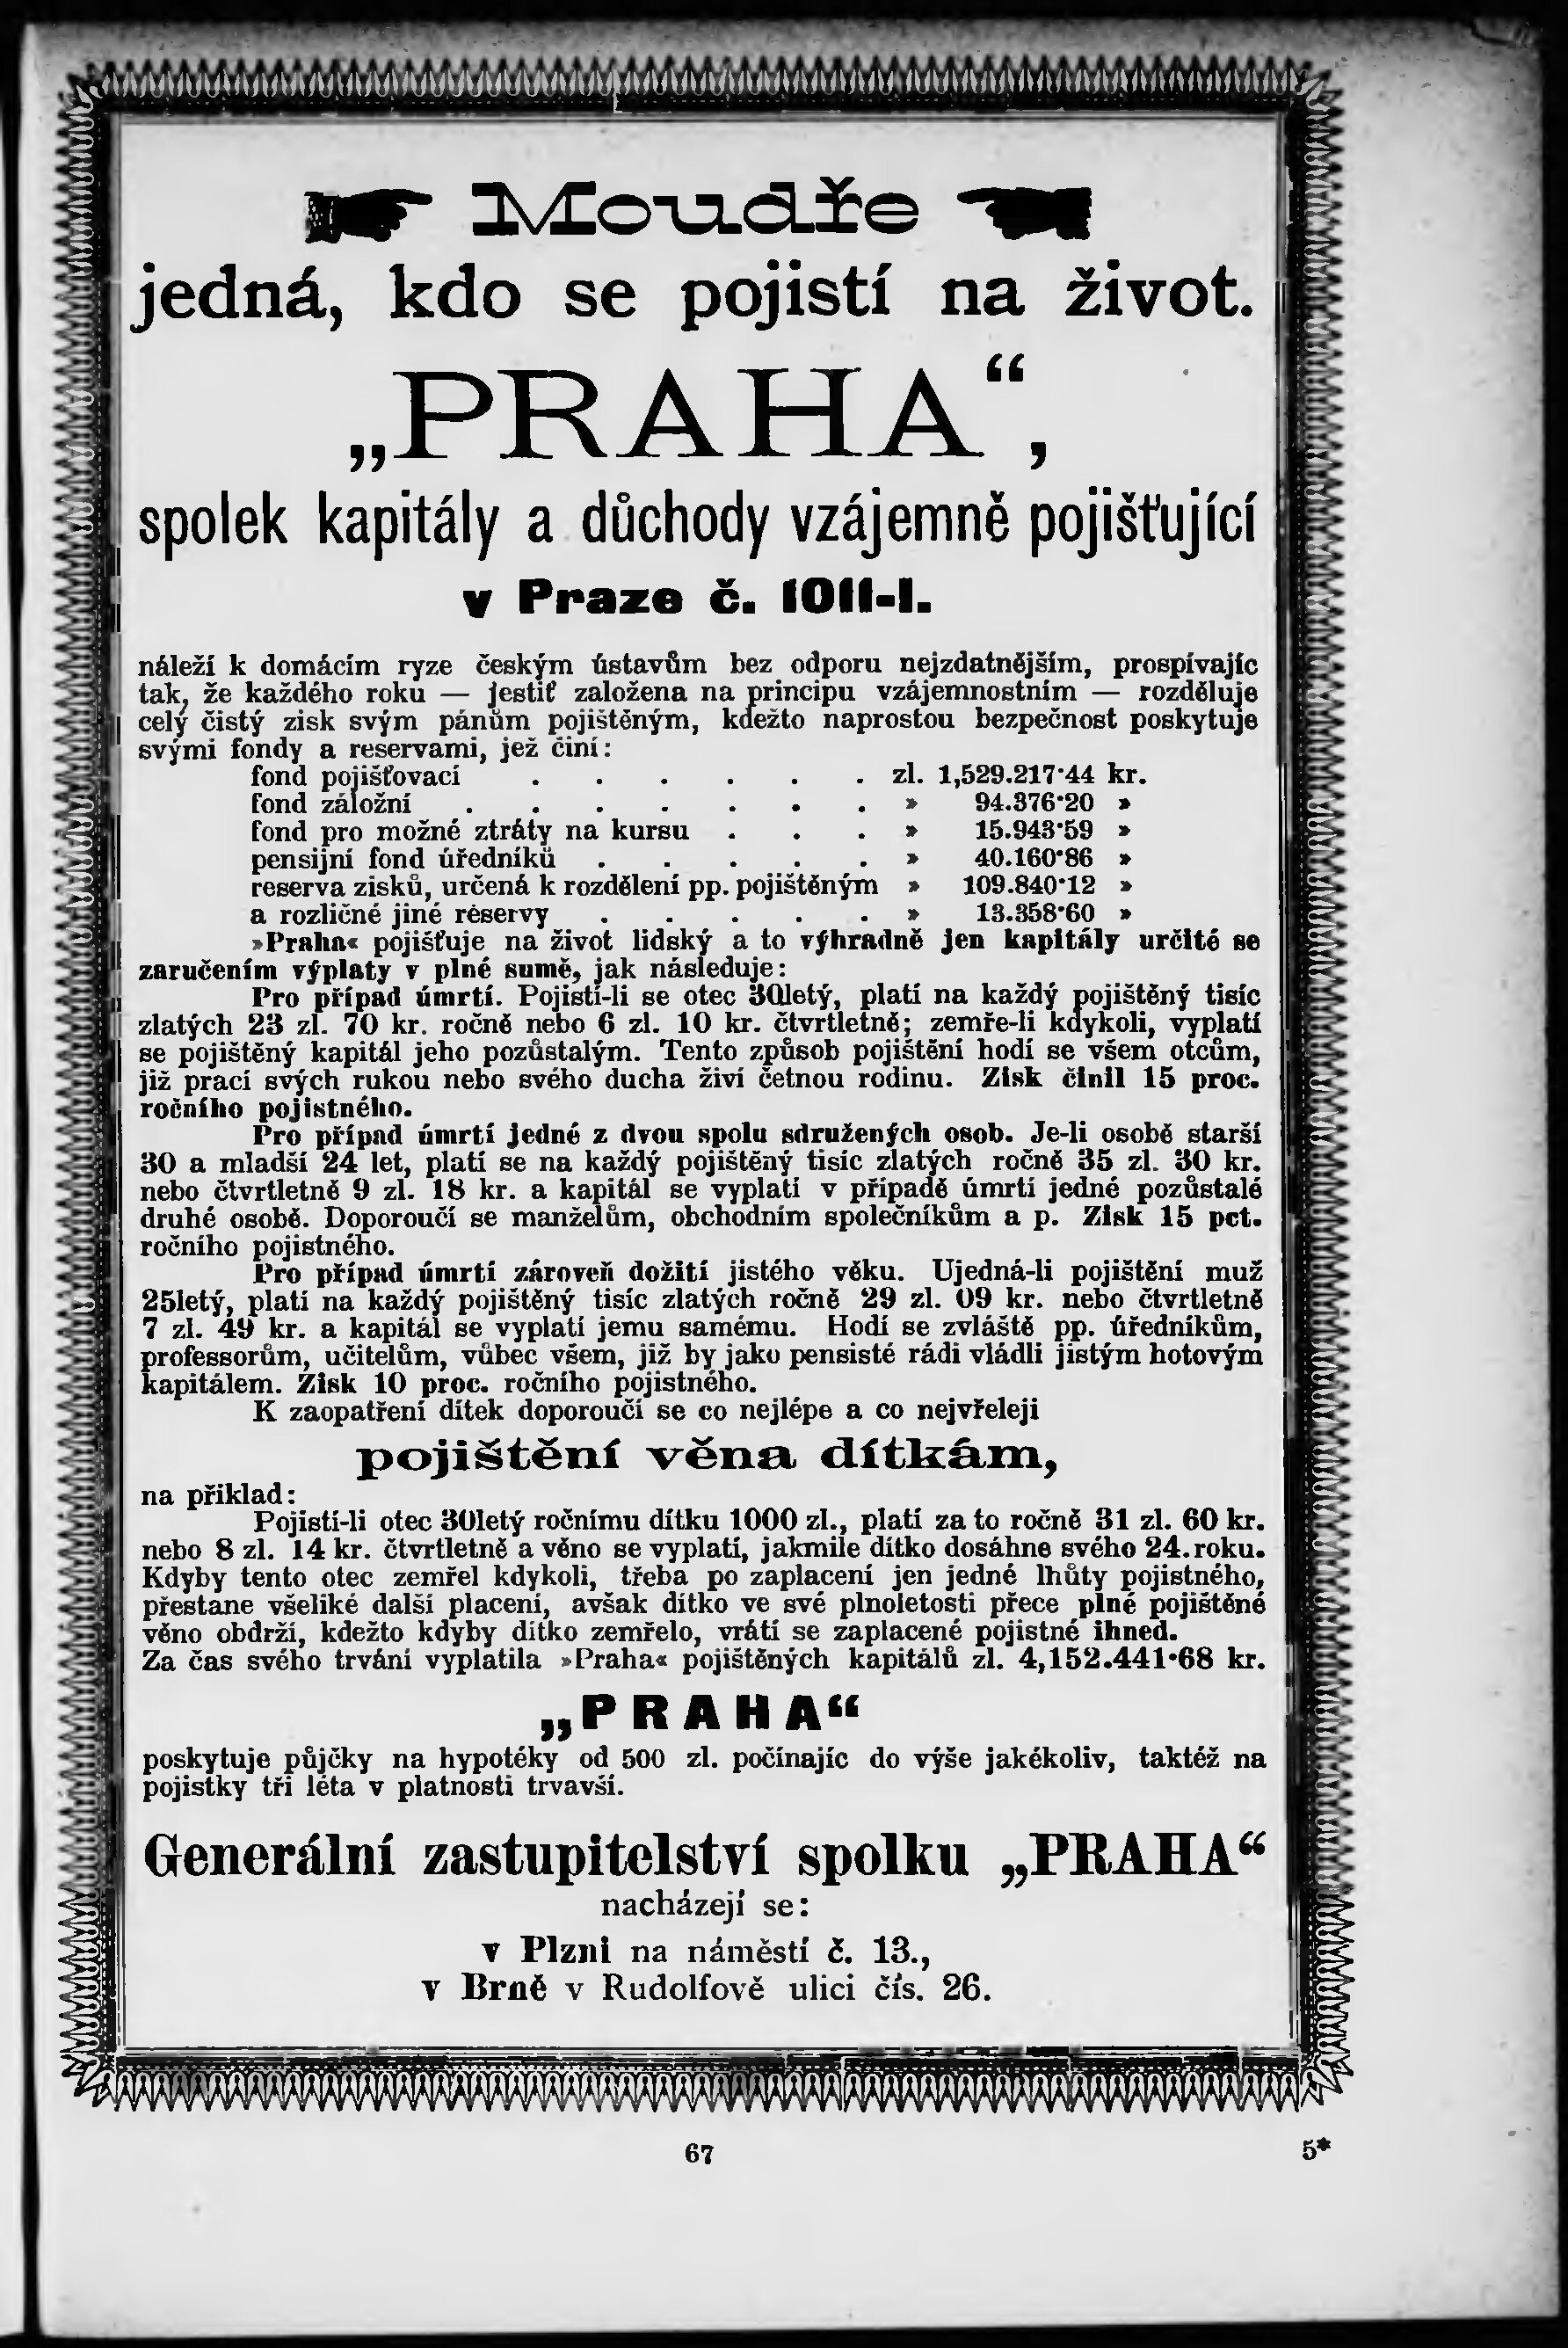 Moudře
jedná, kdo se pojistí na život.
„PRAHA“,
spolek kapitály a důchody vzájemně pojišťující
v Praze č. 1011-I.
náleží k domácím ryze českým ústavům bez odporu nejzdatnějším, prospívajíc
tak, že každého roku — jestiť založena na principu vzájemnostním — rozděluje
celý čistý zisk svým pánům pojištěným, kdežto naprostou bezpečnost poskytuje
svými fondy a reservami, jež činí:
fond pojišťovací . . . . . . zl. 1,529.217·44 kr.
fond záložní . . . . . . . » 94.376·20 »
fond pro možné ztráty na kursu . . . » 15.943·59 »
pensijní fond úředníků . . . . . » 40.160·86 »
reserva zisků, určená k rozdělení pp. pojištěným » 109.840·12 »
a rozličné jiné reservy . . . . . » 13.358·60 »
»Praha« pojišťuje na život lidský a to výhradně jen kapitály určité se
zaručením výplaty v plné sumě, jak následuje:
Pro případ úmrtí. Pojistí-li se otec 30letý, platí na každý pojištěný tisíc
zlatých 23 zl. 70 kr. ročně nebo 6 zl. 10 kr. čtvrtletně; zemře-li kdykoli, vyplatí
se pojištěný kapitál jeho pozůstalým. Tento způsob pojištění hodí se všem otcům,
již prací svých rukou nebo svého ducha živí četnou rodinu. Zisk činil 15 proc.
ročního pojistného.
Pro případ úmrtí jedné z dvou spolu sdružených osob. Je-li osobě starší
30 a mladší 24 let, platí se na každý pojištěný tisíc zlatých ročně 35 zl. 30 kr.
nebo čtvrtletně 9 zl. 18 kr. a kapitál se vyplatí v případě úmrtí jedné pozůstalé
druhé osobě. Doporoučí se manželům, obchodním společníkům a p. Zisk 15 pct.
ročního pojistného.
Pro případ úmrtí zároveň dožití jistého věku. Ujedná-li pojištění muž
25letý, platí na každý pojištěný tisíc zlatých ročně 29 zl. 09 kr. nebo čtvrtletně
7 zl. 49 kr. a kapitál se vyplatí jemu samému. Hodí se zvláště pp. úředníkům,
professorům, učitelům, vůbec všem, již by jako pensisté rádi vládli jistým hotovým
kapitálem. Zisk 10 proc. ročního pojistného.
K zaopatření dítek doporoučí se co nejlépe a co nejvřeleji
pojištění věna dítkám,
na příklad:
Pojistí-li otec 30letý ročnímu dítku 1000 zl., platí za to ročně 31 zl. 60 kr.
nebo 8 zl. 14 kr. čtvrtletně a věno se vyplatí, jakmile dítko dosáhne svého 24. roku.
Kdyby tento otec zemřel kdykoli, třeba po zaplacení jen jedné lhůty pojistného,
přestane všeliké další placení, avšak dítko ve své plnoletosti přece plné pojištěné
věno obdrží, kdežto kdyby dítko zemřelo, vrátí se zaplacené pojistné ihned.
Za čas svého trvání vyplatila »Praha« pojištěných kapitálů zl. 4,152.441·68 kr.
„PRAHA“
poskytuje půjčky na hypotéky od 500 zl. počínajíc do výše jakékoliv, taktéž na
pojistky tři léta v platnosti trvavší.
Generální zastupitelství spolku „PRAHA“
nacházejí se:
v Plzni na náměstí č. 13.,
v Brně v Rudolfově ulici čís. 26.
67
5*